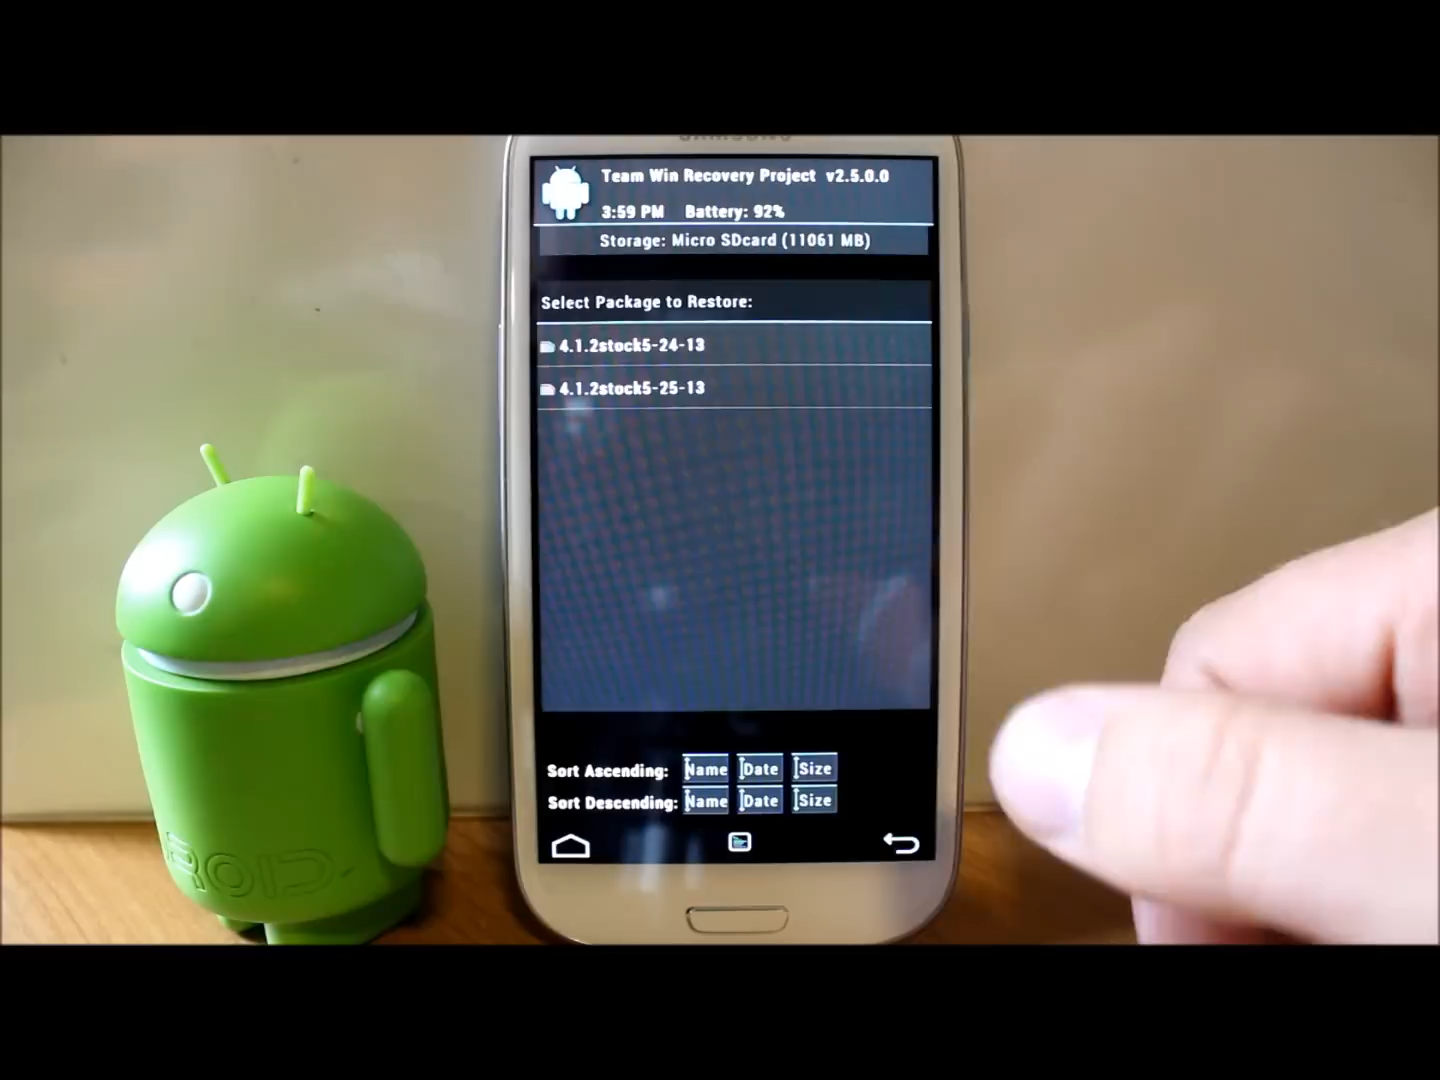 SAMSUNG
Team Win Recovery Project v2.5.0.0
3:59 PM Battery: 92%
Storage: Micro SDcard (11061 MB)
Select Package to Restore:
4.1.2stock5-24-13
4.1.2stock5-25-13
Sort Ascending: Name Date Size
Sort Descending: Name Date Size
ROID